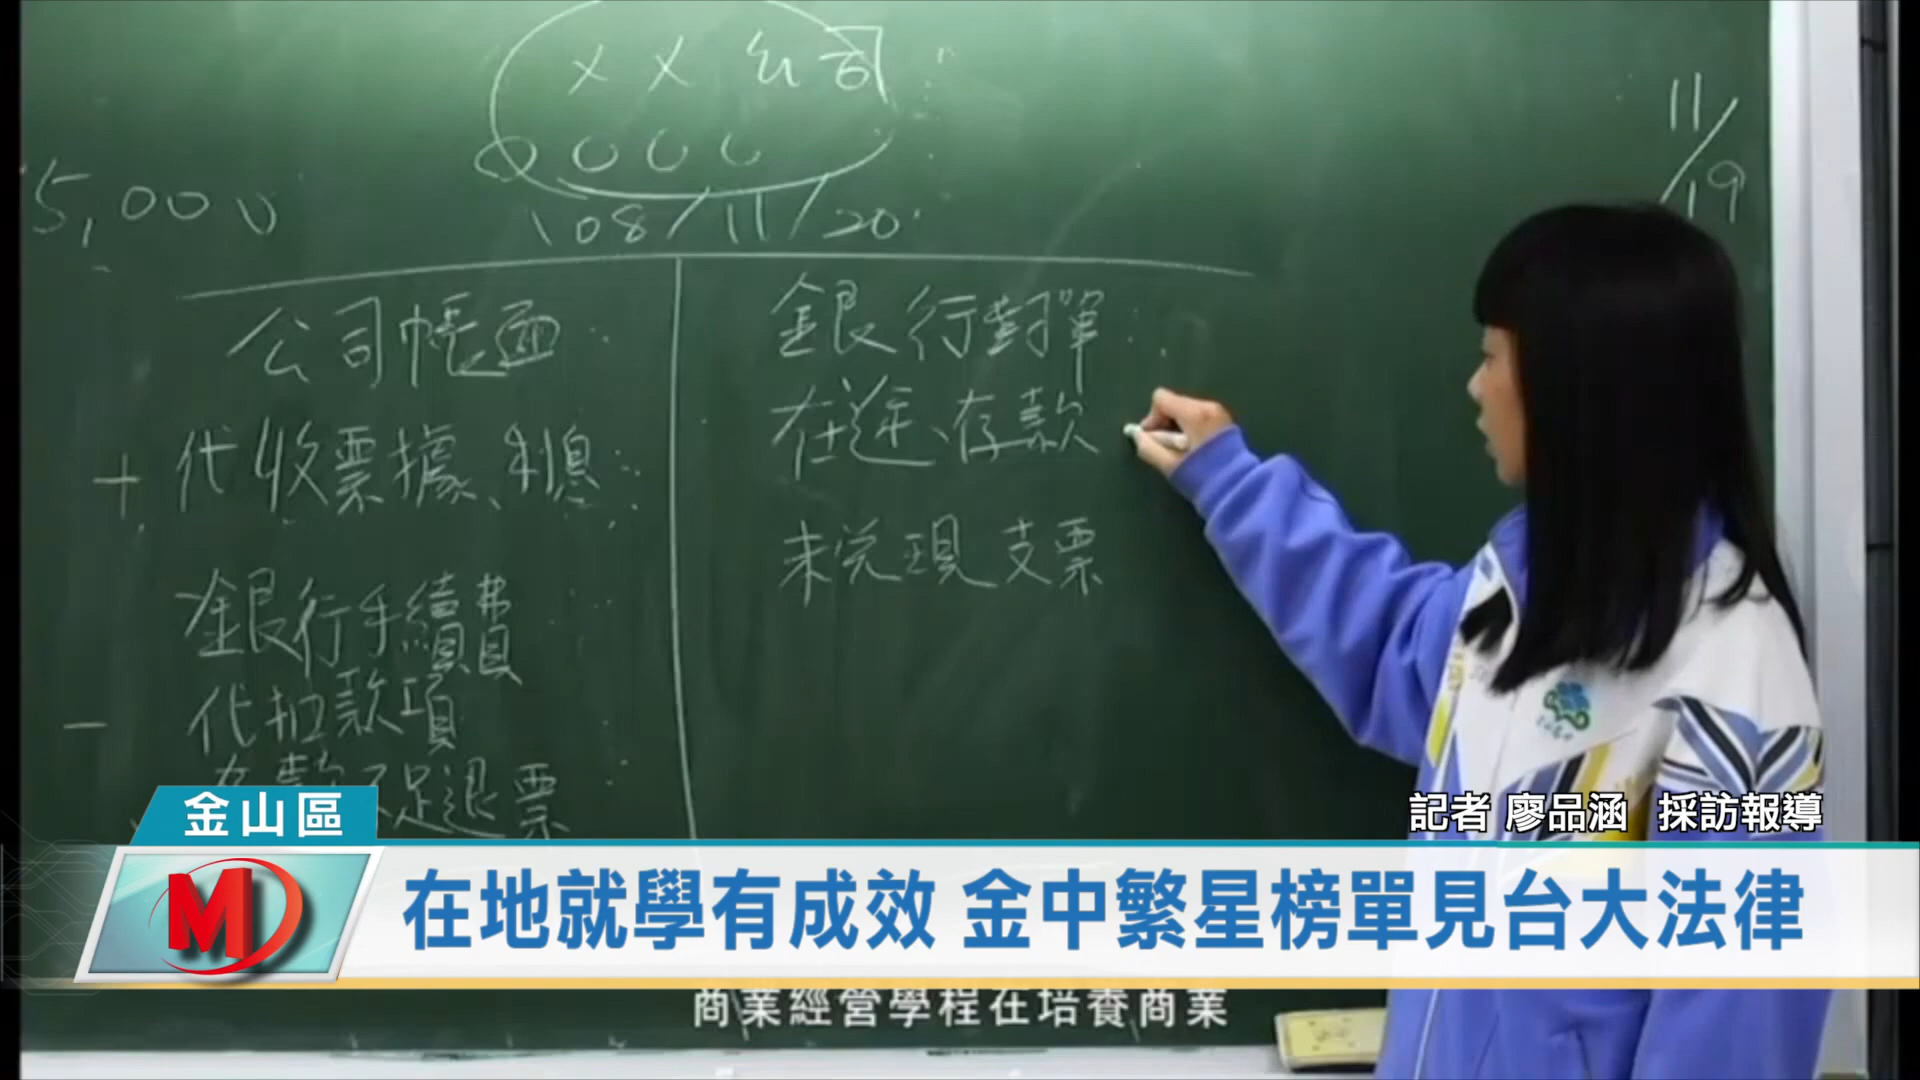 XX公司
11/19
5,000
108/11/20
公司帳面
銀行對單
+ 代收票據、利息
在途存款
未兌現支票
銀行手續費
- 代扣款項
存款不足退票
金山區
記者 廖品涵 採訪報導
M
在地就學有成效 金中繁星榜單見台大法律
商業經營學程在培養商業